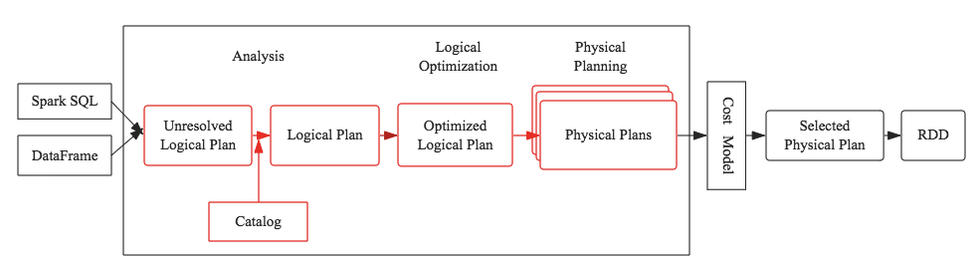 Analysis
Logical
Optimization
Physical
Planning
Spark SQL
DataFrame
Unresolved
Logical Plan
Logical Plan
Optimized
Logical Plan
Physical Plans
Cost Model
Selected
Physical Plan
RDD
Catalog